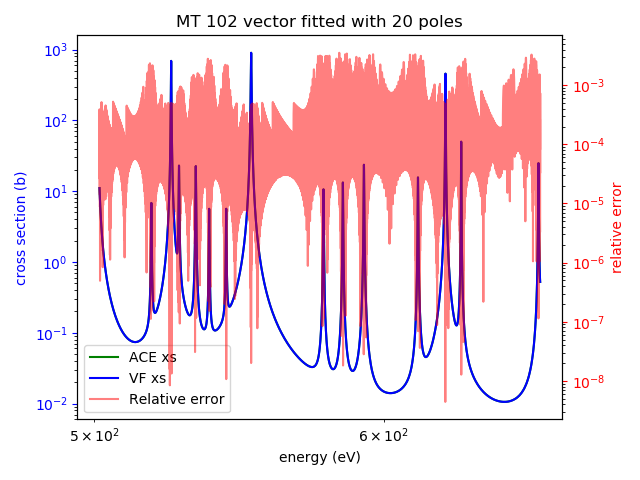 MT 102 vector fitted with 20 poles
10³
10²
10¹
10⁰
10⁻¹
10⁻²
cross section (b)
10⁻³
10⁻⁴
10⁻⁵
10⁻⁶
10⁻⁷
10⁻⁸
relative error
ACE xs
VF xs
Relative error
5 × 10² 6 × 10²
energy (eV)